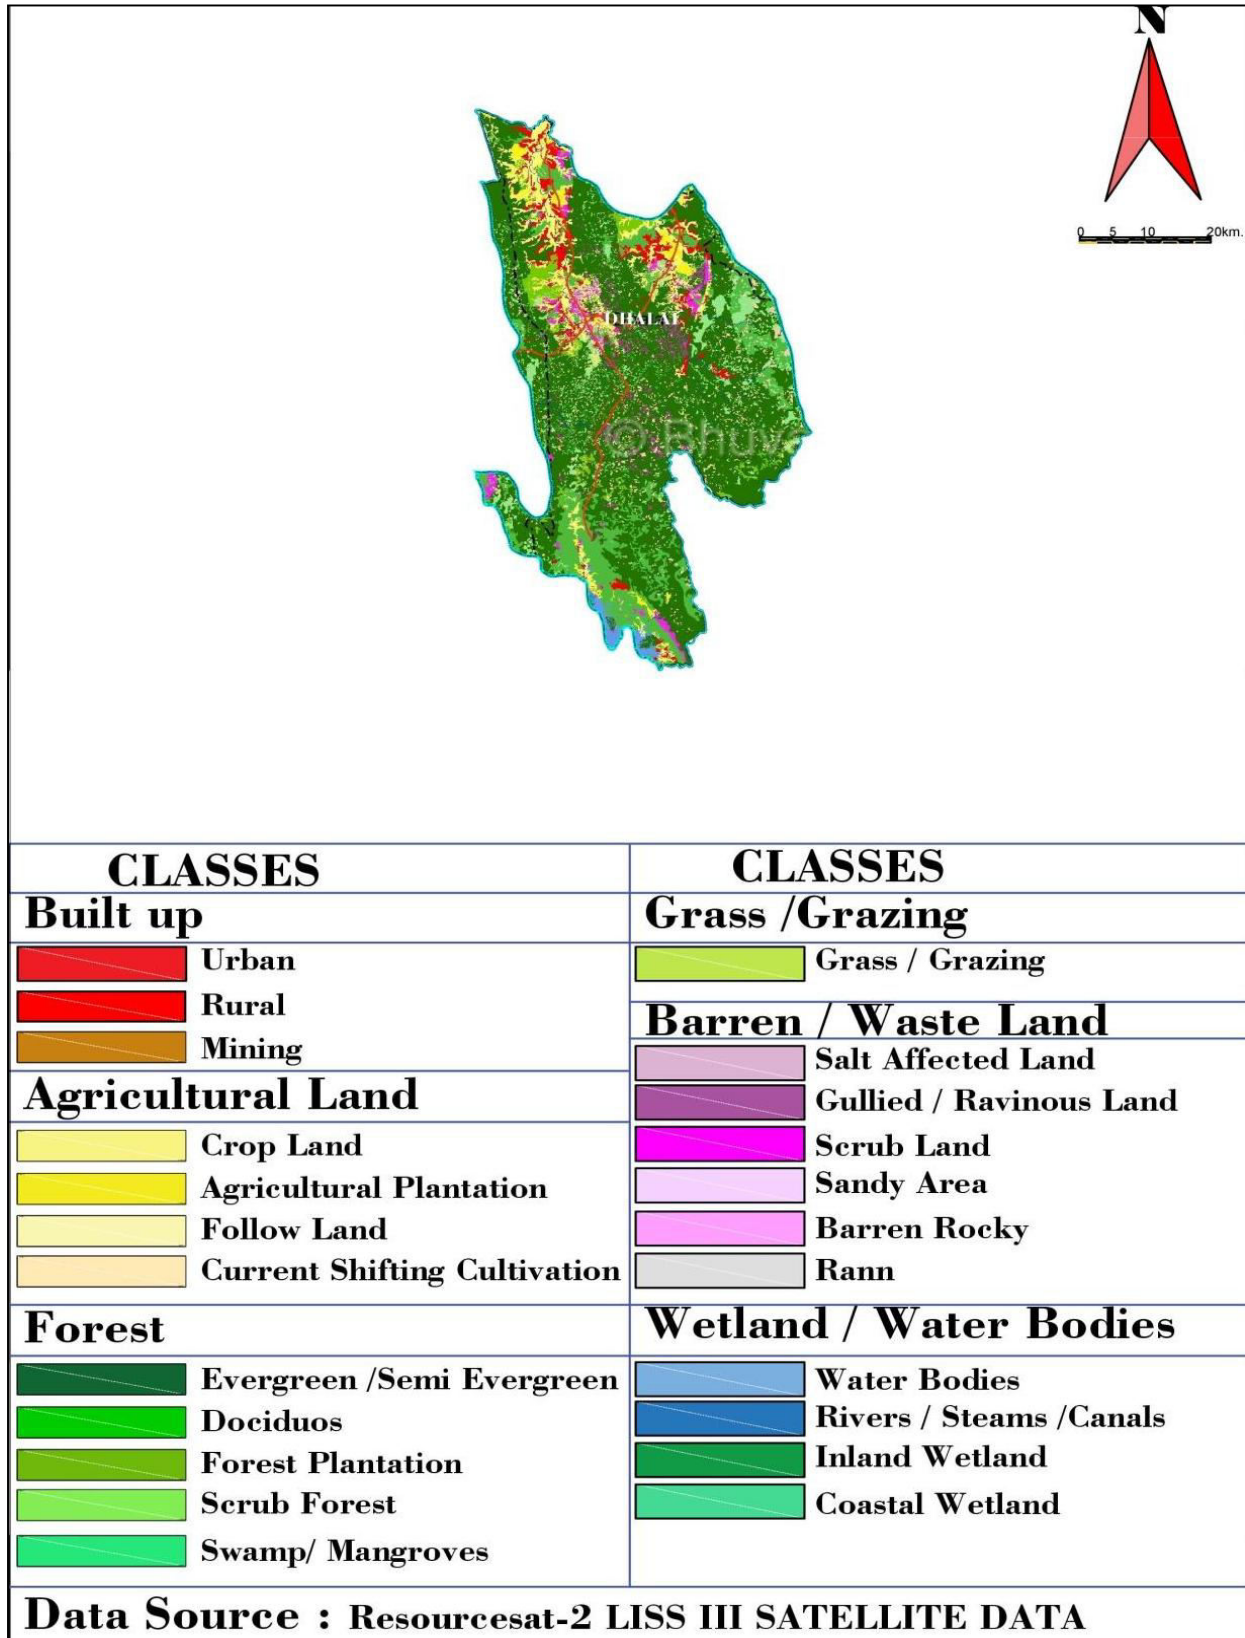 N
0 5 10 20km.
DHALAI
© Bhuva
CLASSES
Built up
Urban
Rural
Mining
Agricultural Land
Crop Land
Agricultural Plantation
Follow Land
Current Shifting Cultivation
Forest
Evergreen /Semi Evergreen
Dociduos
Forest Plantation
Scrub Forest
Swamp/ Mangroves
CLASSES
Grass /Grazing
Grass / Grazing
Barren / Waste Land
Salt Affected Land
Gullied / Ravinous Land
Scrub Land
Sandy Area
Barren Rocky
Rann
Wetland / Water Bodies
Water Bodies
Rivers / Steams /Canals
Inland Wetland
Coastal Wetland
Data Source : Resourcesat-2 LISS III SATELLITE DATA